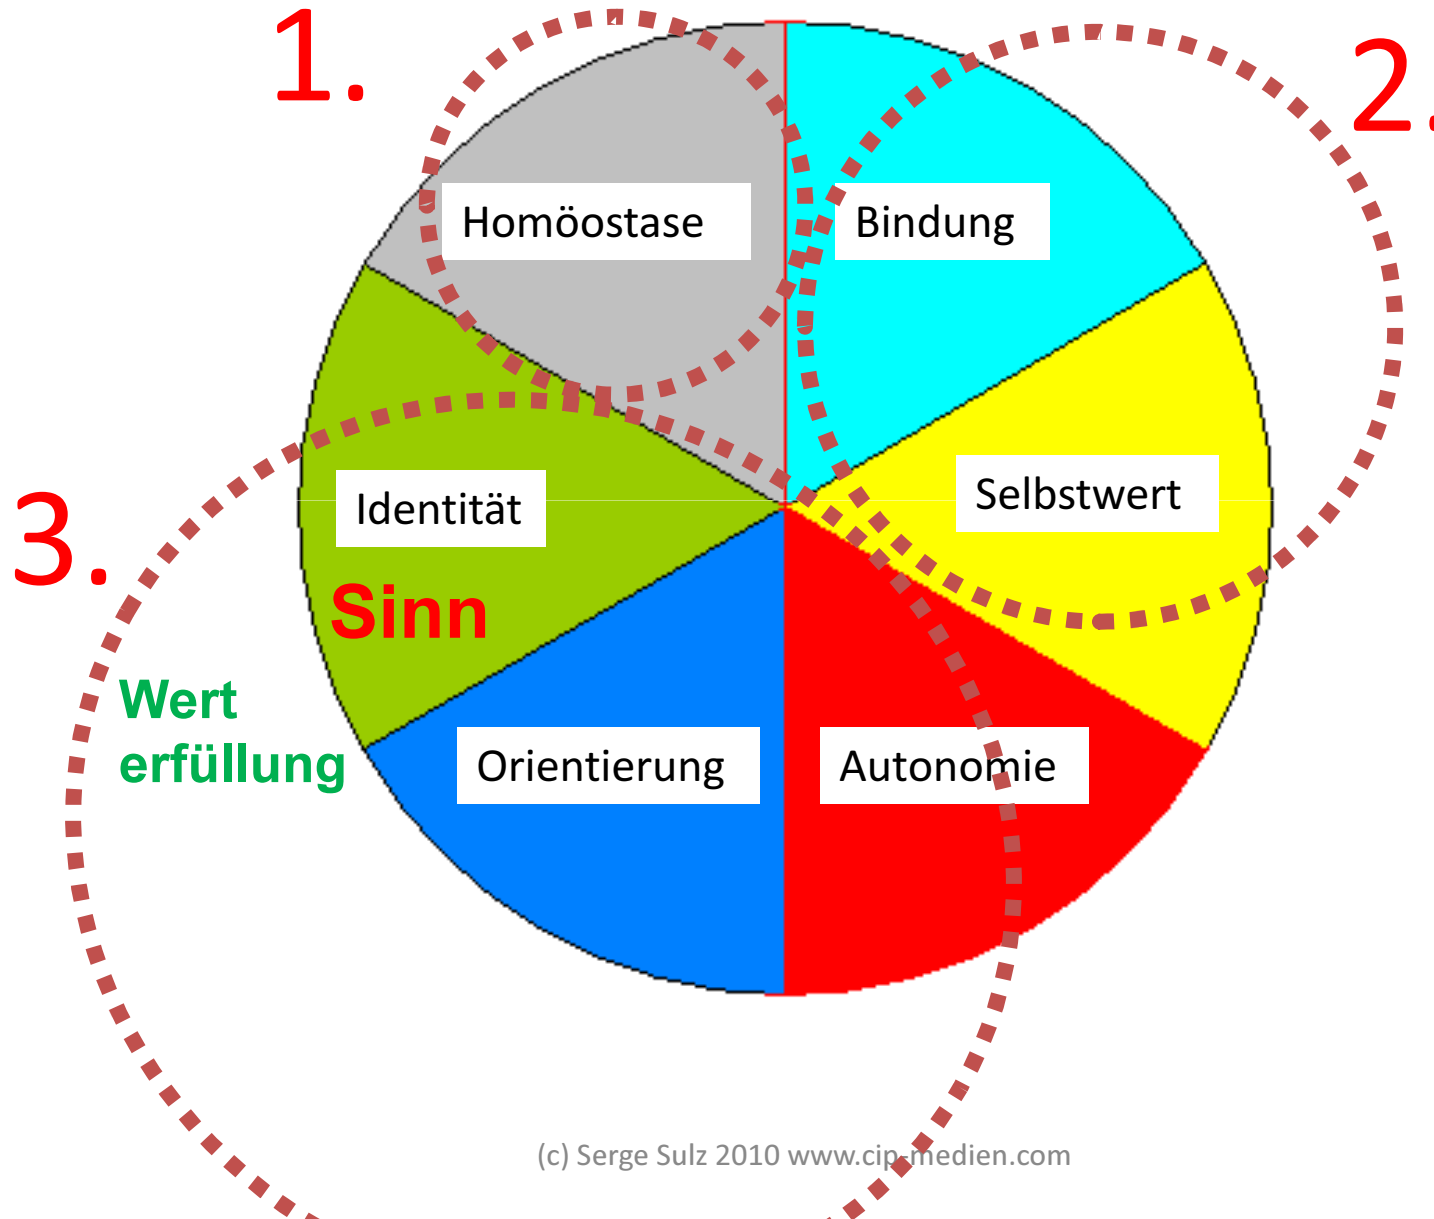 1.
2.
Homöostase
Bindung
3.
Identität
Selbstwert
Sinn
Wert
erfüllung
Orientierung
Autonomie
(c) Serge Sulz 2010 www.cip-medien.com